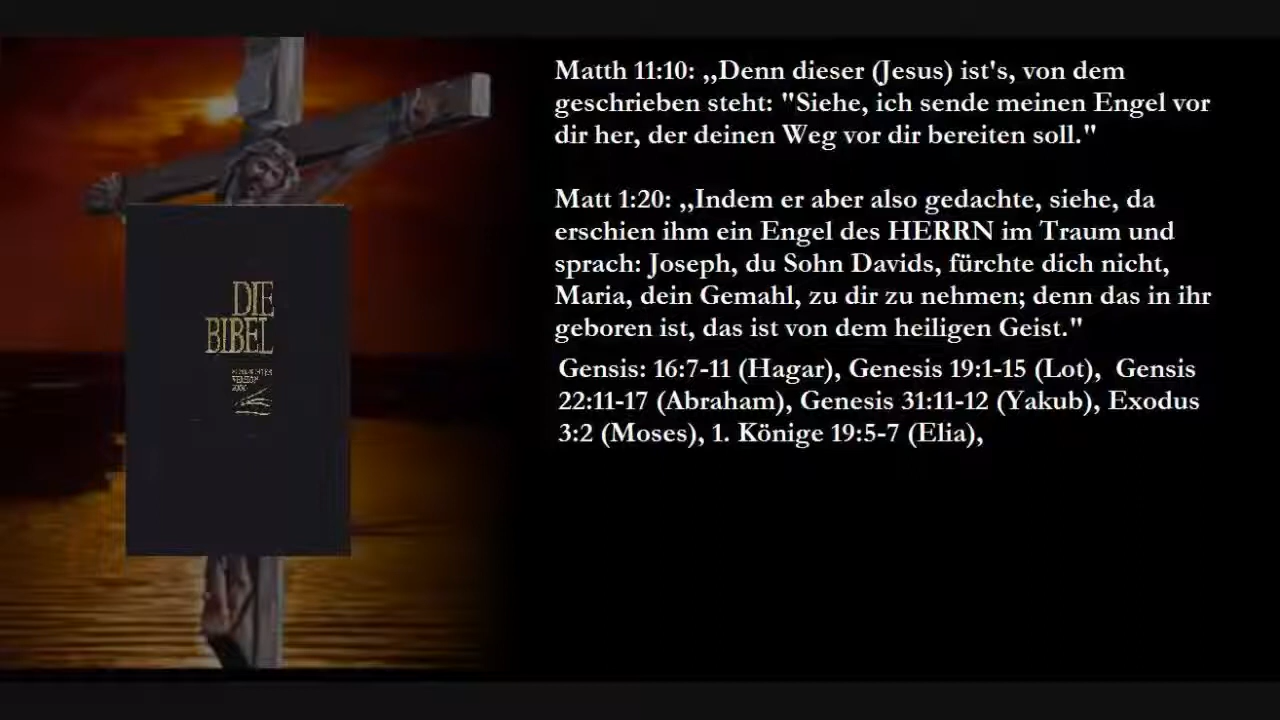 DIE
BIBEL
Matth 11:10: ,,Denn dieser (Jesus) ist's, von dem
geschrieben steht: "Siehe, ich sende meinen Engel vor
dir her, der deinen Weg vor dir bereiten soll."
Matt 1:20: ,,Indem er aber also gedachte, siehe, da
erschien ihm ein Engel des HERRN im Traum und
sprach: Joseph, du Sohn Davids, fürchte dich nicht,
Maria, dein Gemahl, zu dir zu nehmen; denn das in ihr
geboren ist, das ist von dem heiligen Geist."
Gensis: 16:7-11 (Hagar), Genesis 19:1-15 (Lot),  Gensis
22:11-17 (Abraham), Genesis 31:11-12 (Yakub), Exodus
3:2 (Moses), 1. Könige 19:5-7 (Elia),